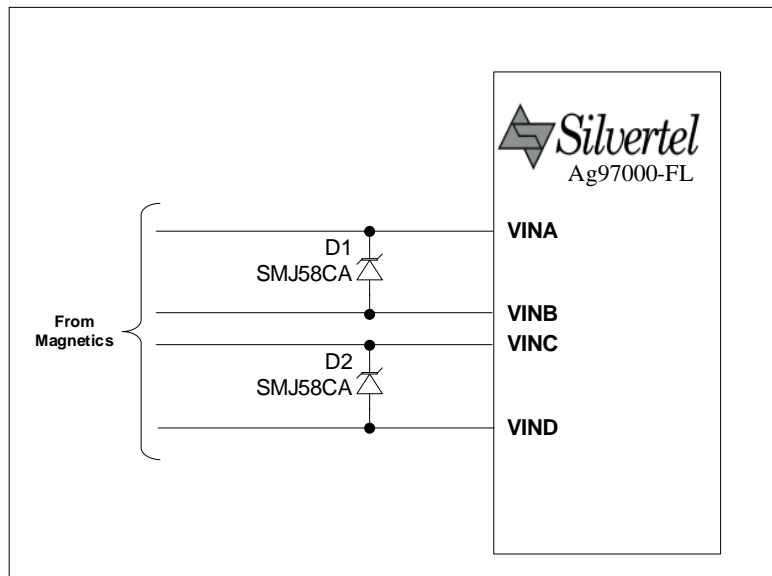 Silvertel
Ag97000-FL
VINA
D1
SMJ58CA
VINB
From
Magnetics
VINC
D2
SMJ58CA
VIND